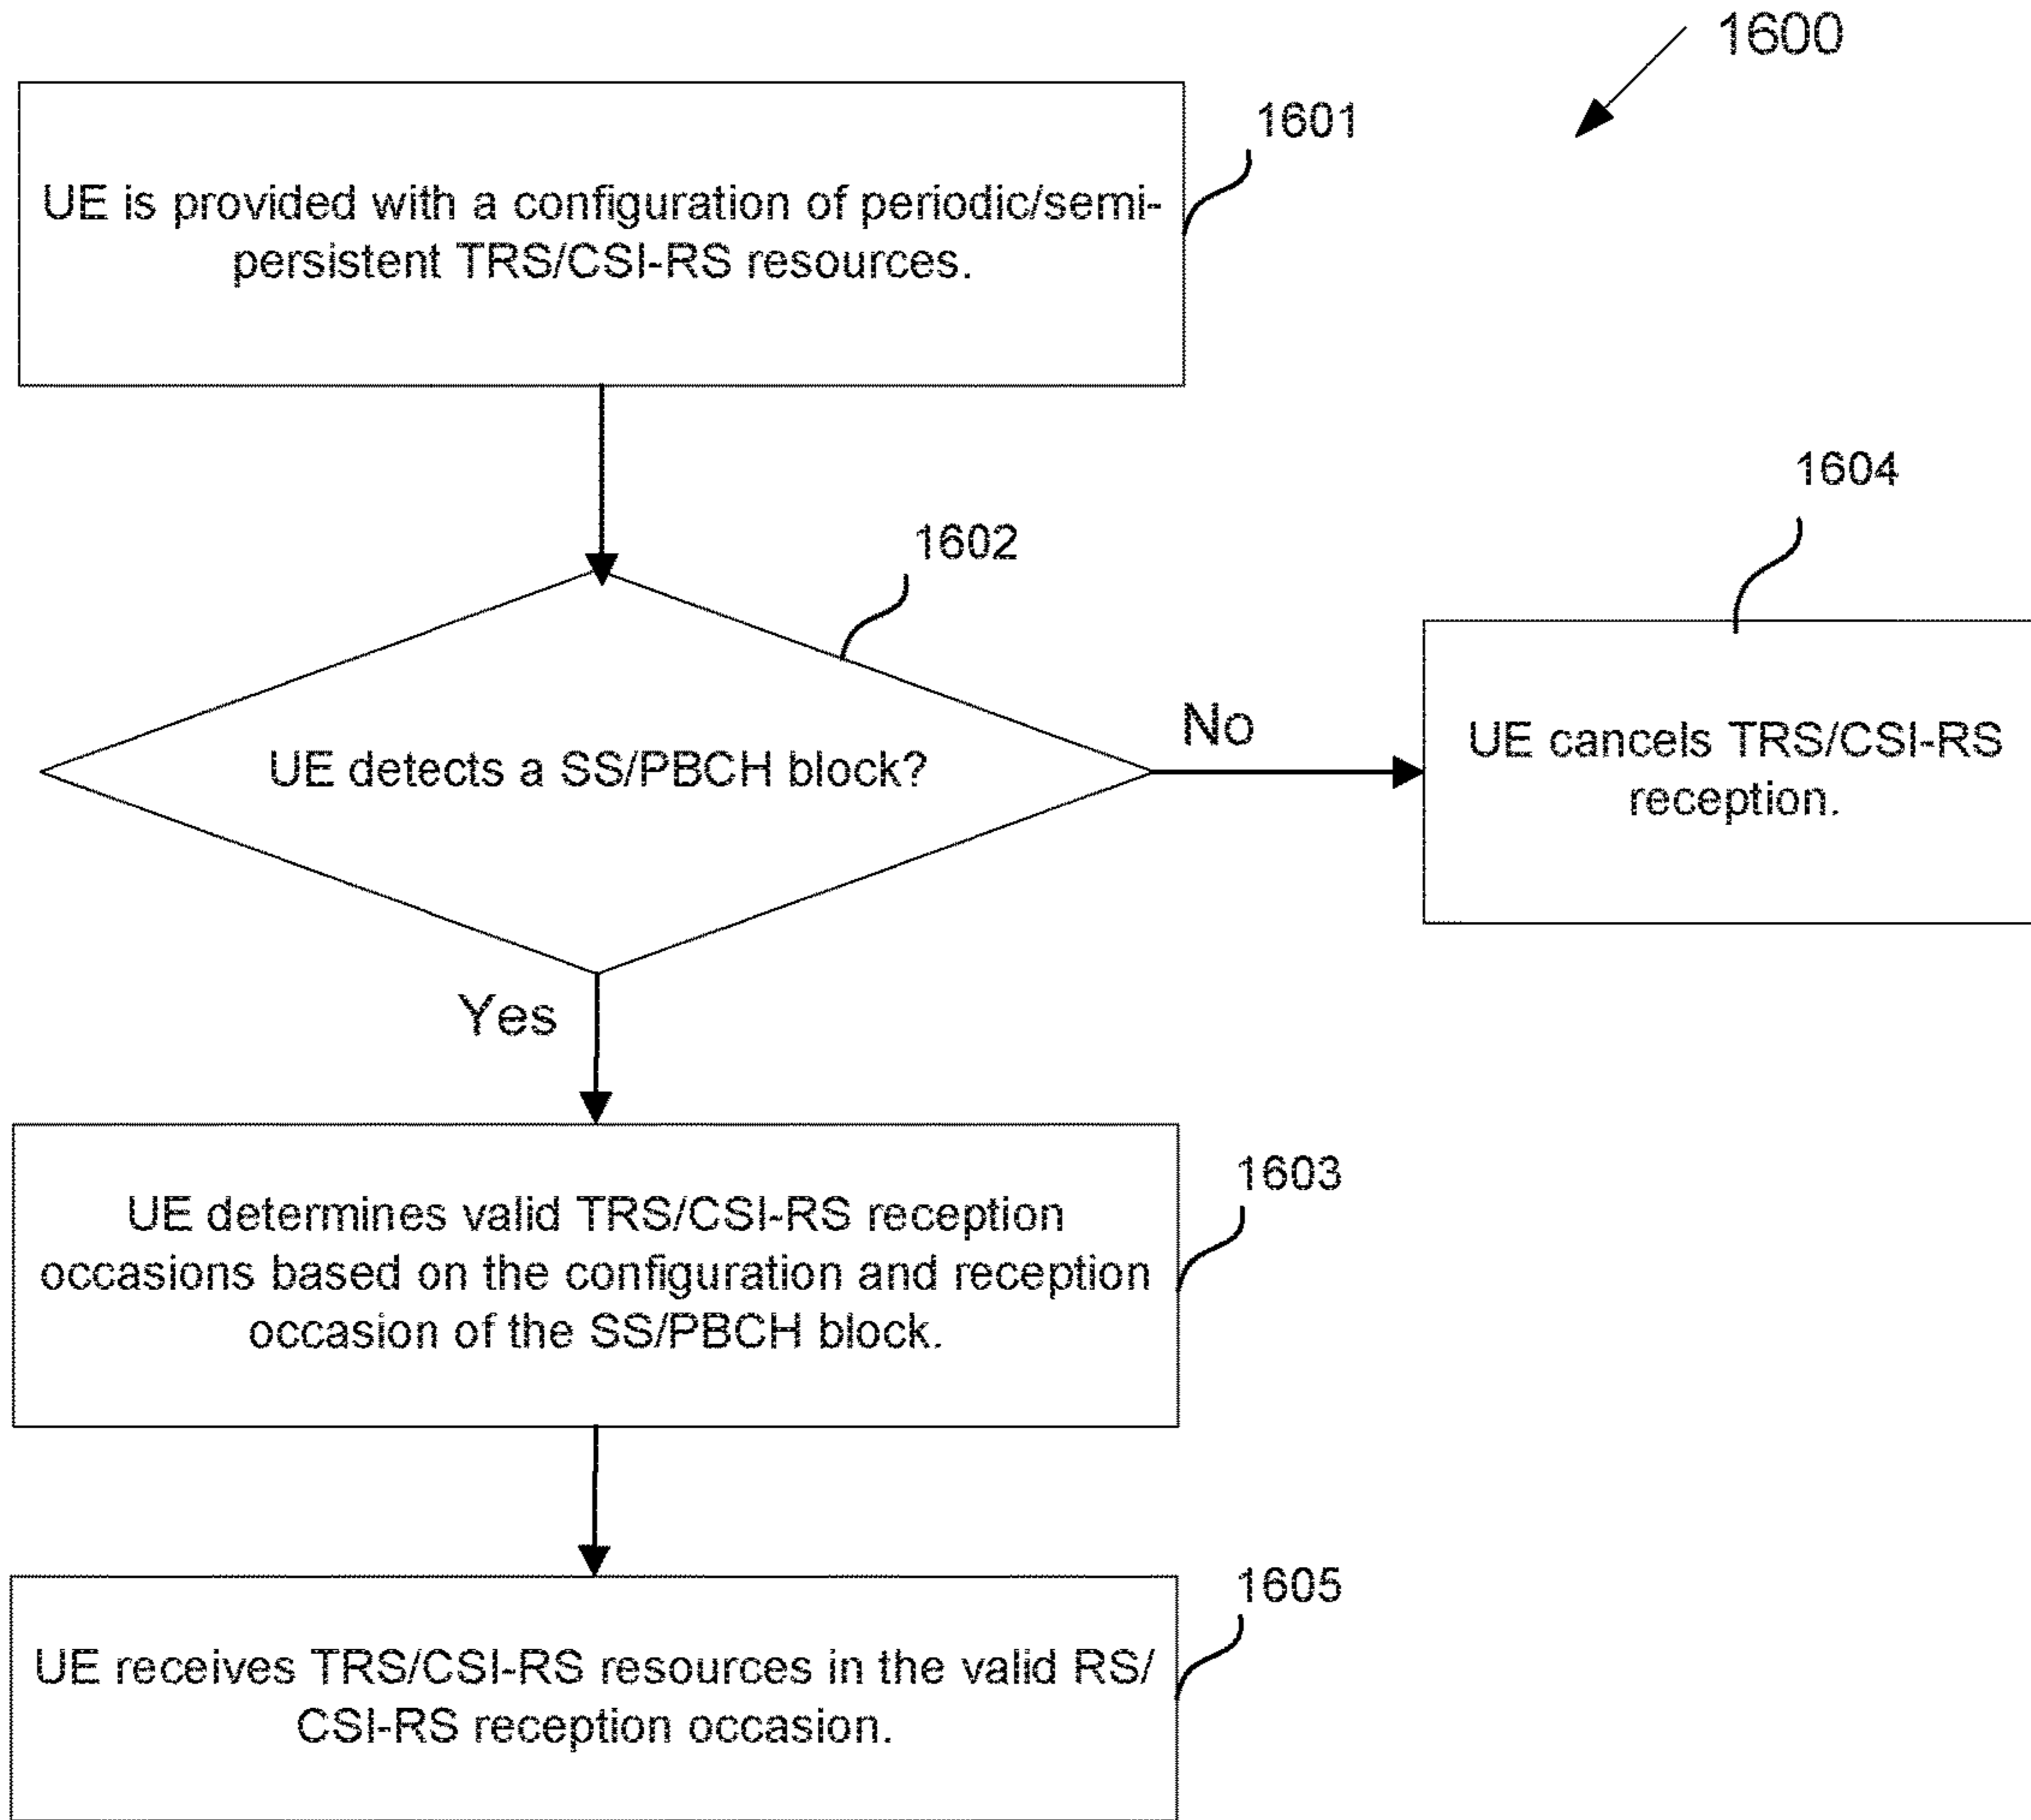 1600
1601
UE is provided with a configuration of periodic/semi-
persistent TRS/CSI-RS resources.
1602
UE detects a SS/PBCH block?
No
1604
UE cancels TRS/CSI-RS
reception.
Yes
1603
UE determines valid TRS/CSI-RS reception
occasions based on the configuration and reception
occasion of the SS/PBCH block.
1605
UE receives TRS/CSI-RS resources in the valid RS/
CSI-RS reception occasion.